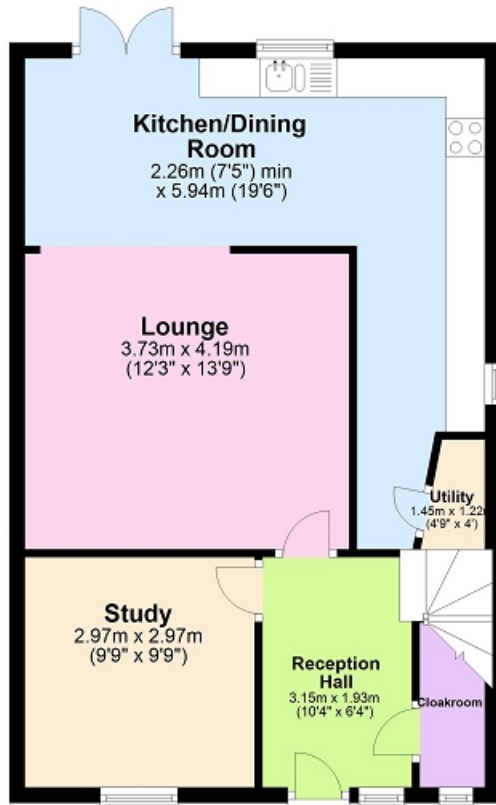 Kitchen/Dining
Room
2.26m (7'5") min
x 5.94m (19'6")
Lounge
3.73m x 4.19m
(12'3" x 13'9")
Utility
1.45m x 1.22m
(4'9" x 4')
Study
2.97m x 2.97m
(9'9" x 9'9")
Reception
Hall
3.15m x 1.93m
(10'4" x 6'4")
Cloakroom